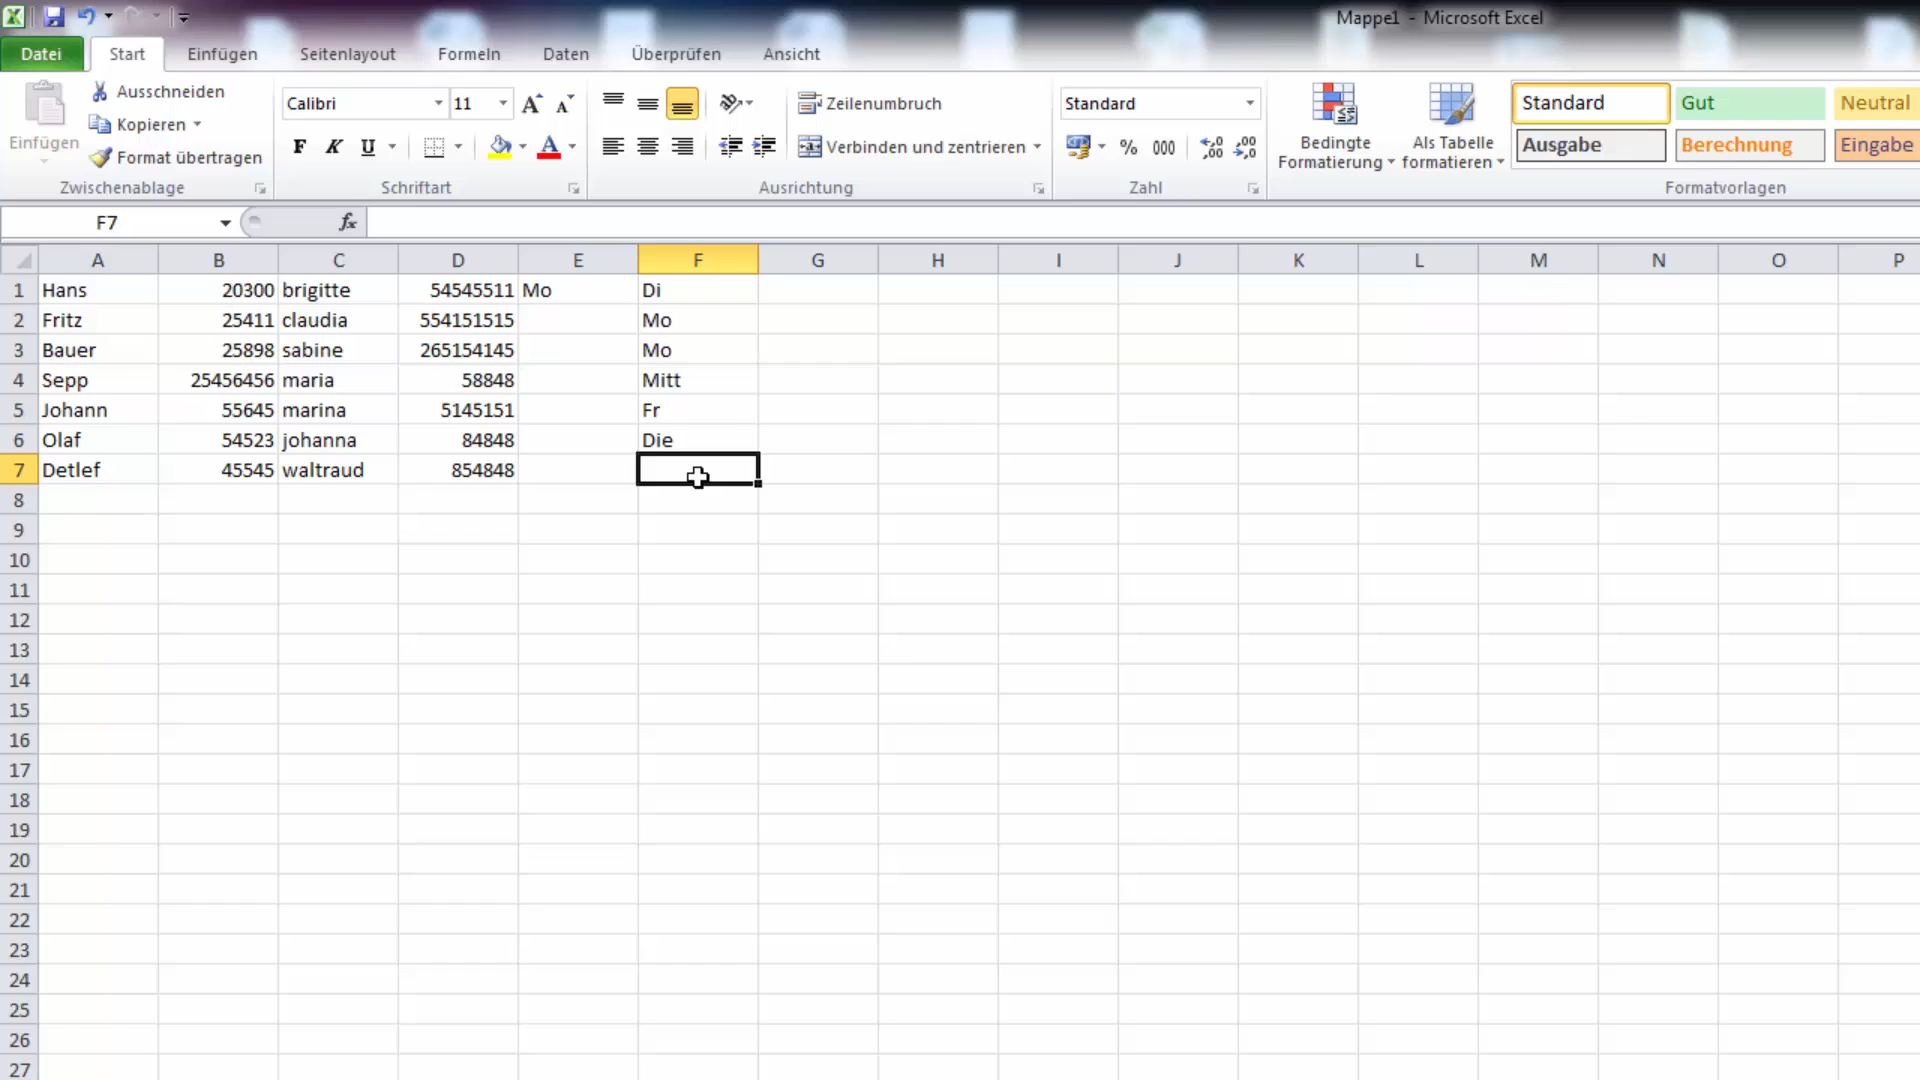 Mappe1 - Microsoft Excel
Datei Start Einfügen Seitenlayout Formeln Daten Überprüfen Ansicht
Einfügen
Ausschneiden
Kopieren
Format übertragen
Zwischenablage
Calibri 11
F K U A
Schriftart
Zeilenumbruch
Verbinden und zentrieren
Ausrichtung
Standard
% 000
Zahl
Bedingte Formatierung
Als Tabelle formatieren
Standard Gut Neutral
Ausgabe Berechnung Eingabe
Formatvorlagen
F7 fx
A B C D E F G H I J K L M N O P
1 Hans 20300 brigitte 54545511 Mo Di
2 Fritz 25411 claudia 554151515 Mo
3 Bauer 25898 sabine 265154145 Mo
4 Sepp 25456456 maria 58848 Mitt
5 Johann 55645 marina 5145151 Fr
6 Olaf 54523 johanna 84848 Die
7 Detlef 45545 waltraud 854848
8
9
10
11
12
13
14
15
16
17
18
19
20
21
22
23
24
25
26
27